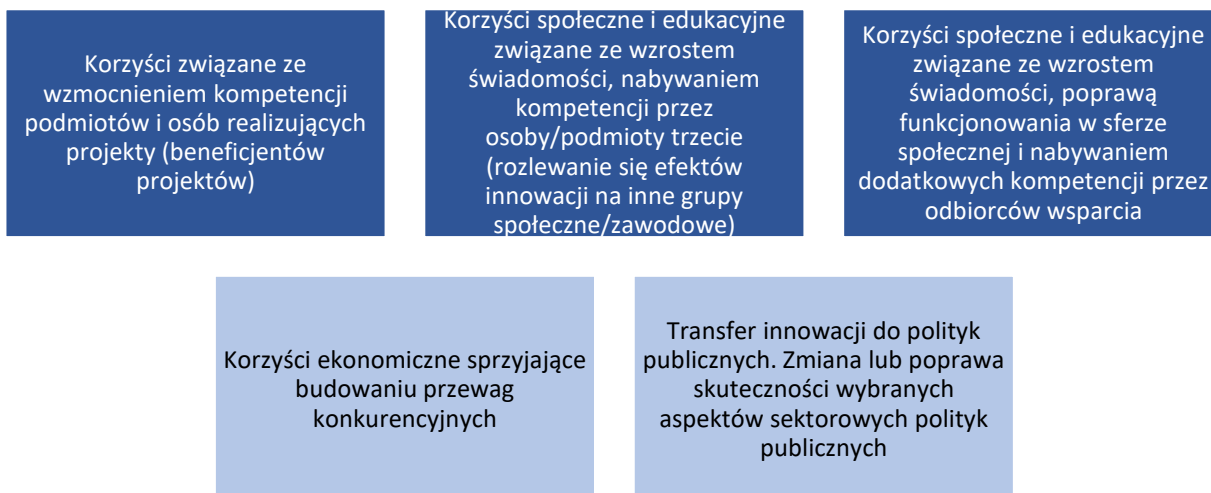 Korzyści związane ze
wzmocnieniem kompetencji
podmiotów i osób realizujących
projekty (beneficjentów
projektów)
Korzyści społeczne i edukacyjne
związane ze wzrostem
świadomości, nabywaniem
kompetencji przez
osoby/podmioty trzecie
(rozlewanie się efektów
innowacji na inne grupy
społeczne/zawodowe)
Korzyści społeczne i edukacyjne
związane ze wzrostem
świadomości, poprawą
funkcjonowania w sferze
społecznej i nabywaniem
dodatkowych kompetencji przez
odbiorców wsparcia
Korzyści ekonomiczne sprzyjające
budowaniu przewag
konkurencyjnych
Transfer innowacji do polityk
publicznych. Zmiana lub poprawa
skuteczności wybranych
aspektów sektorowych polityk
publicznych